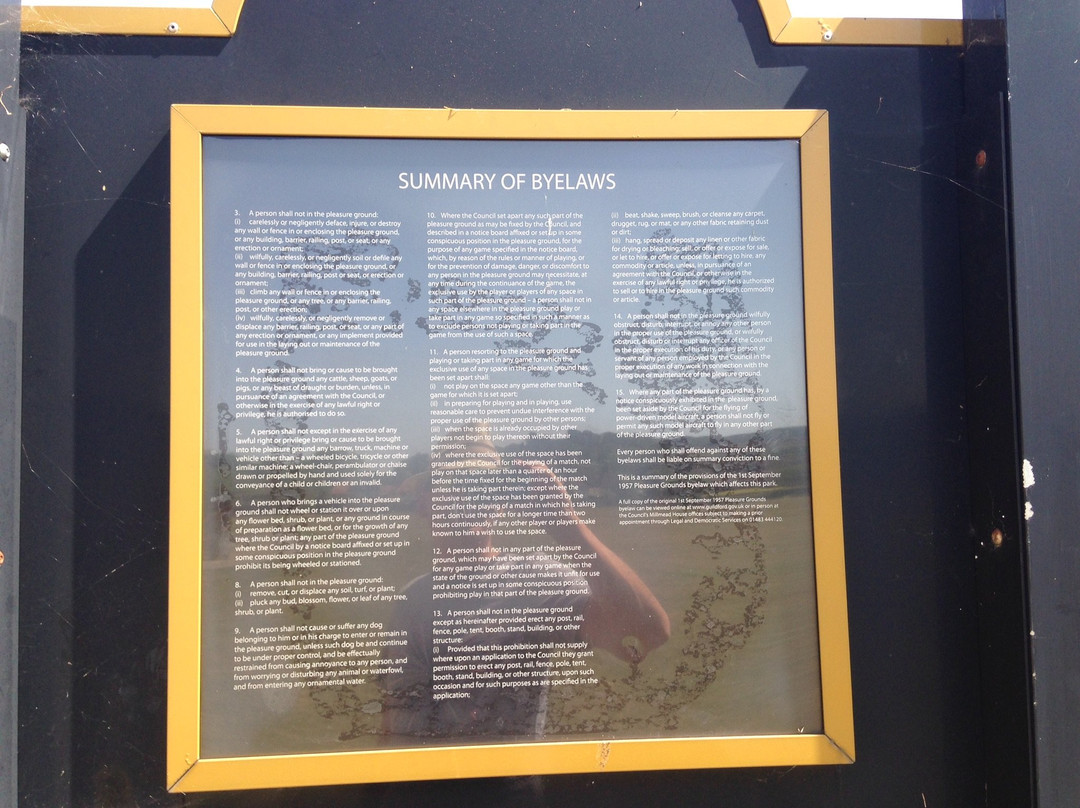 SUMMARY OF BYELAWS
3. A person shall not in the pleasure ground:
(i) carelessly or negligently deface, injure, or destroy
any wall or fence in or enclosing the pleasure ground,
or any building, barrier, railing, post, or seat, or any
erection or ornament;
(ii) wilfully, carelessly, or negligently soil or defile any
wall or fence in or enclosing the pleasure ground, or
any building, barrier, railing, post or seat, or erection or
ornament;
(iii) climb any wall or fence in or enclosing the
pleasure ground, or any tree, or any barrier, railing,
post, or other erection;
(iv) wilfully, carelessly, or negligently remove or
displace any barrier, railing, post, or seat, or any part of
any erection or ornament, or any implement provided
for use in the laying out or maintenance of the
pleasure ground.
4. A person shall not bring or cause to be brought
into the pleasure ground any cattle, sheep, goats, or
pigs, or any beast of draught or burden, unless, in
pursuance of an agreement with the Council, or
otherwise in the exercise of any lawful right or
privilege, he is authorised to do so.
5. A person shall not except in the exercise of any
lawful right or privilege bring or cause to be brought
into the pleasure ground any barrow, truck, machine or
vehicle other than – a wheeled bicycle, tricycle or other
similar machine; a wheel-chair, perambulator or chaise
drawn or propelled by hand and used solely for the
conveyance of a child or children or an invalid.
6. A person who brings a vehicle into the pleasure
ground shall not wheel or station it over or upon
any flower bed, shrub, or plant, or any ground in course
of preparation as a flower bed, or for the growth of any
tree, shrub or plant; any part of the pleasure ground
where the Council by a notice board affixed or set up in
some conspicuous position in the pleasure ground
prohibit its being wheeled or stationed.
8. A person shall not in the pleasure ground:
(i) remove, cut, or displace any soil, turf, or plant;
(ii) pluck any bud, blossom, flower, or leaf of any tree,
shrub, or plant.
9. A person shall not cause or suffer any dog
belonging to him or in his charge to enter or remain in
the pleasure ground, unless such dog be and continue
to be under proper control, and be effectually
restrained from causing annoyance to any person, and
from worrying or disturbing any animal or waterfowl,
and from entering any ornamental water.
10. Where the Council set apart any such part of the
pleasure ground as may be fixed by the Council, and
described in a notice board affixed or set up in some
conspicuous position in the pleasure ground, for the
purpose of any game specified in the notice board,
which, by reason of the rules or manner of playing, or
for the prevention of damage, danger, or discomfort to
any person in the pleasure ground may necessitate, at
any time during the continuance of the game, the
exclusive use by the player or players of any space in
such part of the pleasure ground – a person shall not in
any space elsewhere in the pleasure ground play or
take part in any game so specified in such a manner as
to exclude persons not playing or taking part in the
game from the use of such a space.
11. A person resorting to the pleasure ground and
playing or taking part in any game for which the
exclusive use of any space in the pleasure ground has
been set apart shall:
(i) not play on the space any game other than the
game for which it is set apart;
(ii) in preparing for playing and in playing, use
reasonable care to prevent undue interference with the
proper use of the pleasure ground by other persons;
(iii) when the space is already occupied by other
players not begin to play thereon without their
permission;
(iv) where the exclusive use of the space has been
granted by the Council for the playing of a match, not
play on that space later than a quarter of an hour
before the time fixed for the beginning of the match
unless he is taking part therein; except where the
exclusive use of the space has been granted by the
Council for the playing of a match in which he is taking
part, don't use the space for a longer time than two
hours continuously, if any other player or players make
known to him a wish to use the space.
12. A person shall not in any part of the pleasure
ground, which may have been set apart by the Council
for any game play or take part in any game when the
state of the ground or other cause makes it unfit for use
and a notice is set up in some conspicuous position
prohibiting play in that part of the pleasure ground.
13. A person shall not in the pleasure ground
except as hereinafter provided erect any post, rail,
fence, pole, tent, booth, stand, building, or other
structure:
(i) Provided that this prohibition shall not supply
where upon an application to the Council they grant
permission to erect any post, rail, fence, pole, tent,
booth, stand, building, or other structure, upon such
occasion and for such purposes as are specified in the
application;
(ii) beat, shake, sweep, brush, or cleanse any carpet,
drugget, rug, or mat, or any other fabric retaining dust
or dirt;
(iii) hang, spread or deposit any linen or other fabric
for drying or bleaching; sell, or offer or expose for sale,
or let to hire, or offer or expose for letting to hire, any
commodity or article, unless, in pursuance of an
agreement with the Council, or otherwise in the
exercise of any lawful right or privilege, he is authorized
to sell or to hire in the pleasure ground such commodity
or article.
14. A person shall not in the pleasure ground wilfully
obstruct, disturb, interrupt, or annoy any other person
in the proper use of the pleasure ground, or wilfully
obstruct, disturb or interrupt any officer of the Council
in the proper execution of his duty, or any person or
servant of any person employed by the Council in the
proper execution of any work in connection with the
laying out or maintenance of the pleasure ground.
15. Where any part of the pleasure ground has, by a
notice conspicuously exhibited in the pleasure ground,
been set aside by the Council for the flying of
power-driven model aircraft, a person shall not fly or
permit any such model aircraft to fly in any other part
of the pleasure ground.
Every person who shall offend against any of these
byelaws shall be liable on summary conviction to a fine.
This is a summary of the provisions of the 1st September
1957 Pleasure Grounds byelaw which affects this park.
A full copy of the original 1st September 1957 Pleasure Grounds
byelaw can be viewed online at www.guildford.gov.uk or in person at
the Council's Millmead House offices subject to making a prior
appointment through Legal and Democratic Services on 01483 444120.